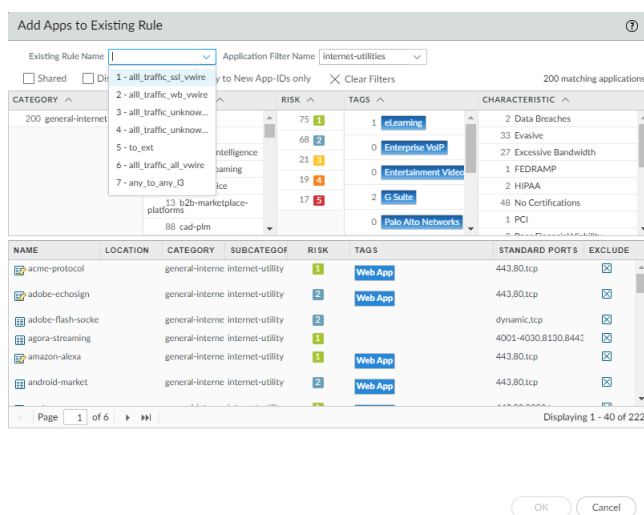 Add Apps to Existing Rule
Existing Rule Name Application Filter Name internet-utilities
Shared Dis y to New App-IDs only Clear Filters 200 matching applications
1 - alll_traffic_ssl_vwire
2 - alll_traffic_wb_vwire
3 - alll_traffic_unknow...
4 - alll_traffic_unknow...
5 - to_ext
6 - alll_traffic_all_vwire
7 - any_to_any_l3
CATEGORY RISK TAGS CHARACTERISTIC
200 general-internet
ntelligence
eaming
ice
13 b2b-marketplace-platforms
88 cad-plm
75 1
68 2
21 3
19 4
17 5
1 eLearning
0 Enterprise VoIP
0 Entertainment Video
2 G Suite
0 Palo Alto Networks
2 Data Breaches
33 Evasive
27 Excessive Bandwidth
1 FEDRAMP
2 HIPAA
48 No Certifications
1 PCI
NAME LOCATION CATEGORY SUBCATEGOR RISK TAGS STANDARD PORTS EXCLUDE
acme-protocol general-interne internet-utility 1 Web App 443,80,tcp
adobe-echosign general-interne internet-utility 2 Web App 443,80,tcp
adobe-flash-socke general-interne internet-utility 2 dynamic,tcp
agora-streaming general-interne internet-utility 1 4001-4030,8130,8443
amazon-alexa general-interne internet-utility 1 Web App 443,80,tcp
android-market general-interne internet-utility 2 Web App 443,80,tcp
Page 1 of 6 Displaying 1 - 40 of 222
OK Cancel